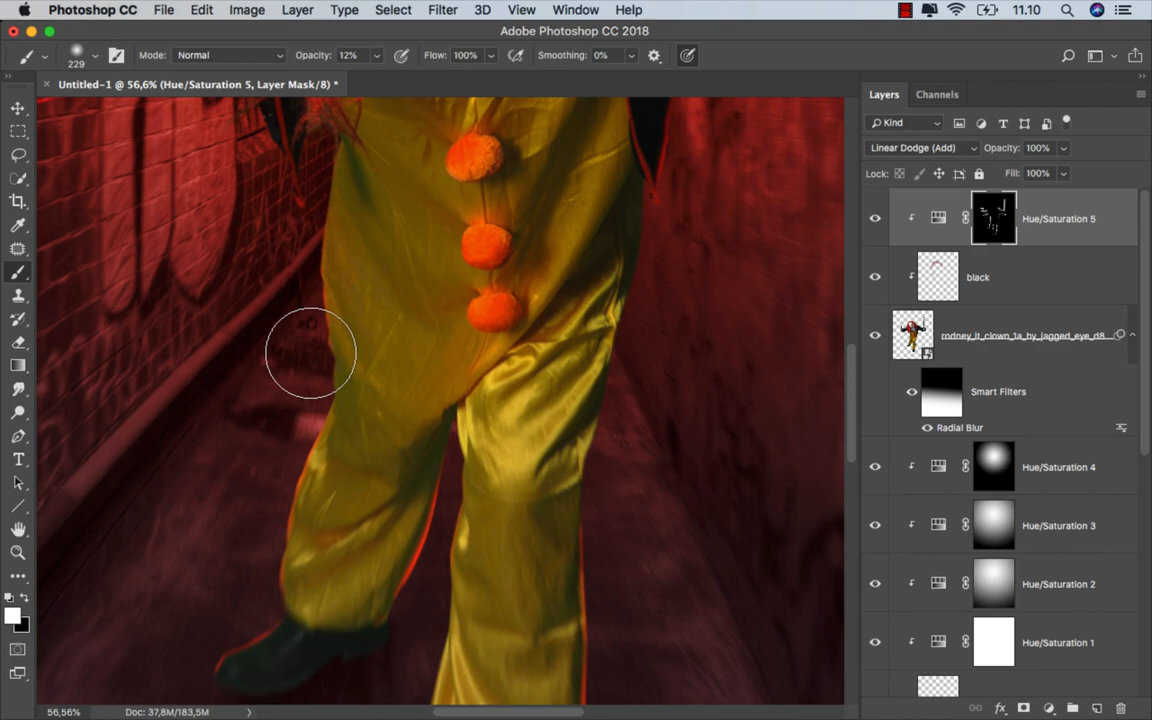 Photoshop CC File Edit Image Layer Type Select Filter 3D View Window Help 11.10
Adobe Photoshop CC 2018
229 Mode: Normal Opacity: 12% Flow: 100% Smoothing: 0%
Untitled-1 @ 56,6% (Hue/Saturation 5, Layer Mask/8) *
Layers Channels
Kind
Linear Dodge (Add) Opacity: 100%
Lock: Fill: 100%
Hue/Saturation 5
black
rodney_it_clown_1a_by_jagged_eye_d8...
Smart Filters
Radial Blur
Hue/Saturation 4
Hue/Saturation 3
Hue/Saturation 2
Hue/Saturation 1
56,56% Doc: 37,8M/183,5M